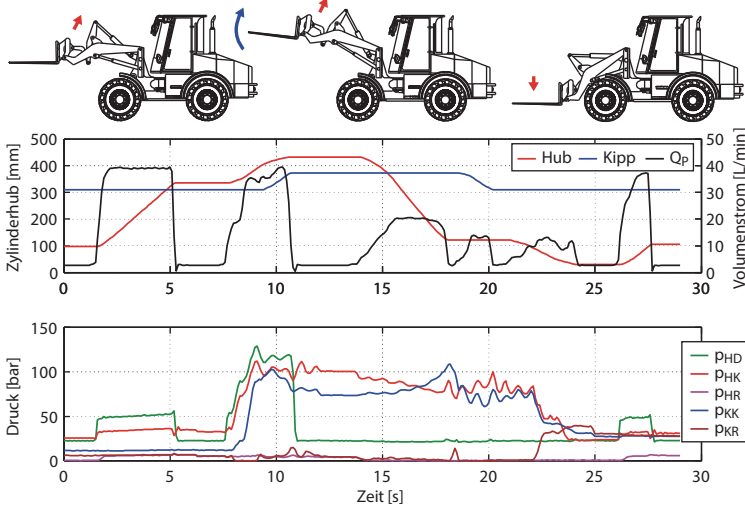 Zylinderhub [mm]
500
400
300
200
100
0
Hub Kipp Qₚ
50
40
30
20
10
0
Volumenstrom [L/min]
0 5 10 15 20 25 30
Druck [bar]
150
100
50
0
p_HD
p_HK
p_HR
p_KK
p_KR
0 5 10 15 20 25 30
Zeit [s]